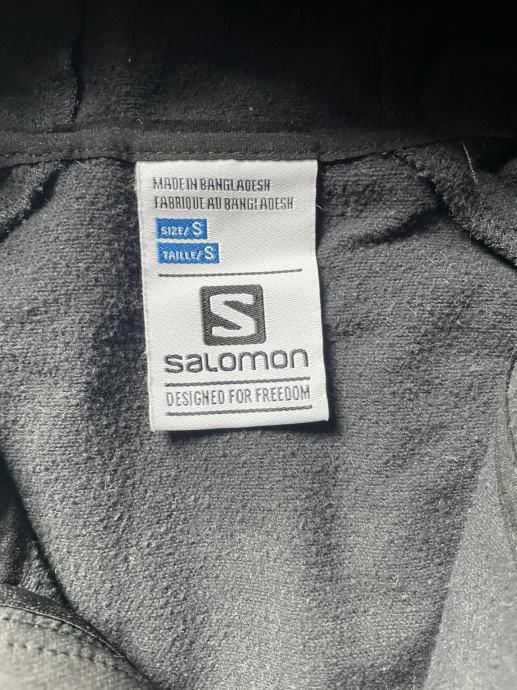 MADE IN BANGLADESH
FABRIQUE AU BANGLADESH
SIZE/ S
TAILLE/ S
S
SALOMON
DESIGNED FOR FREEDOM